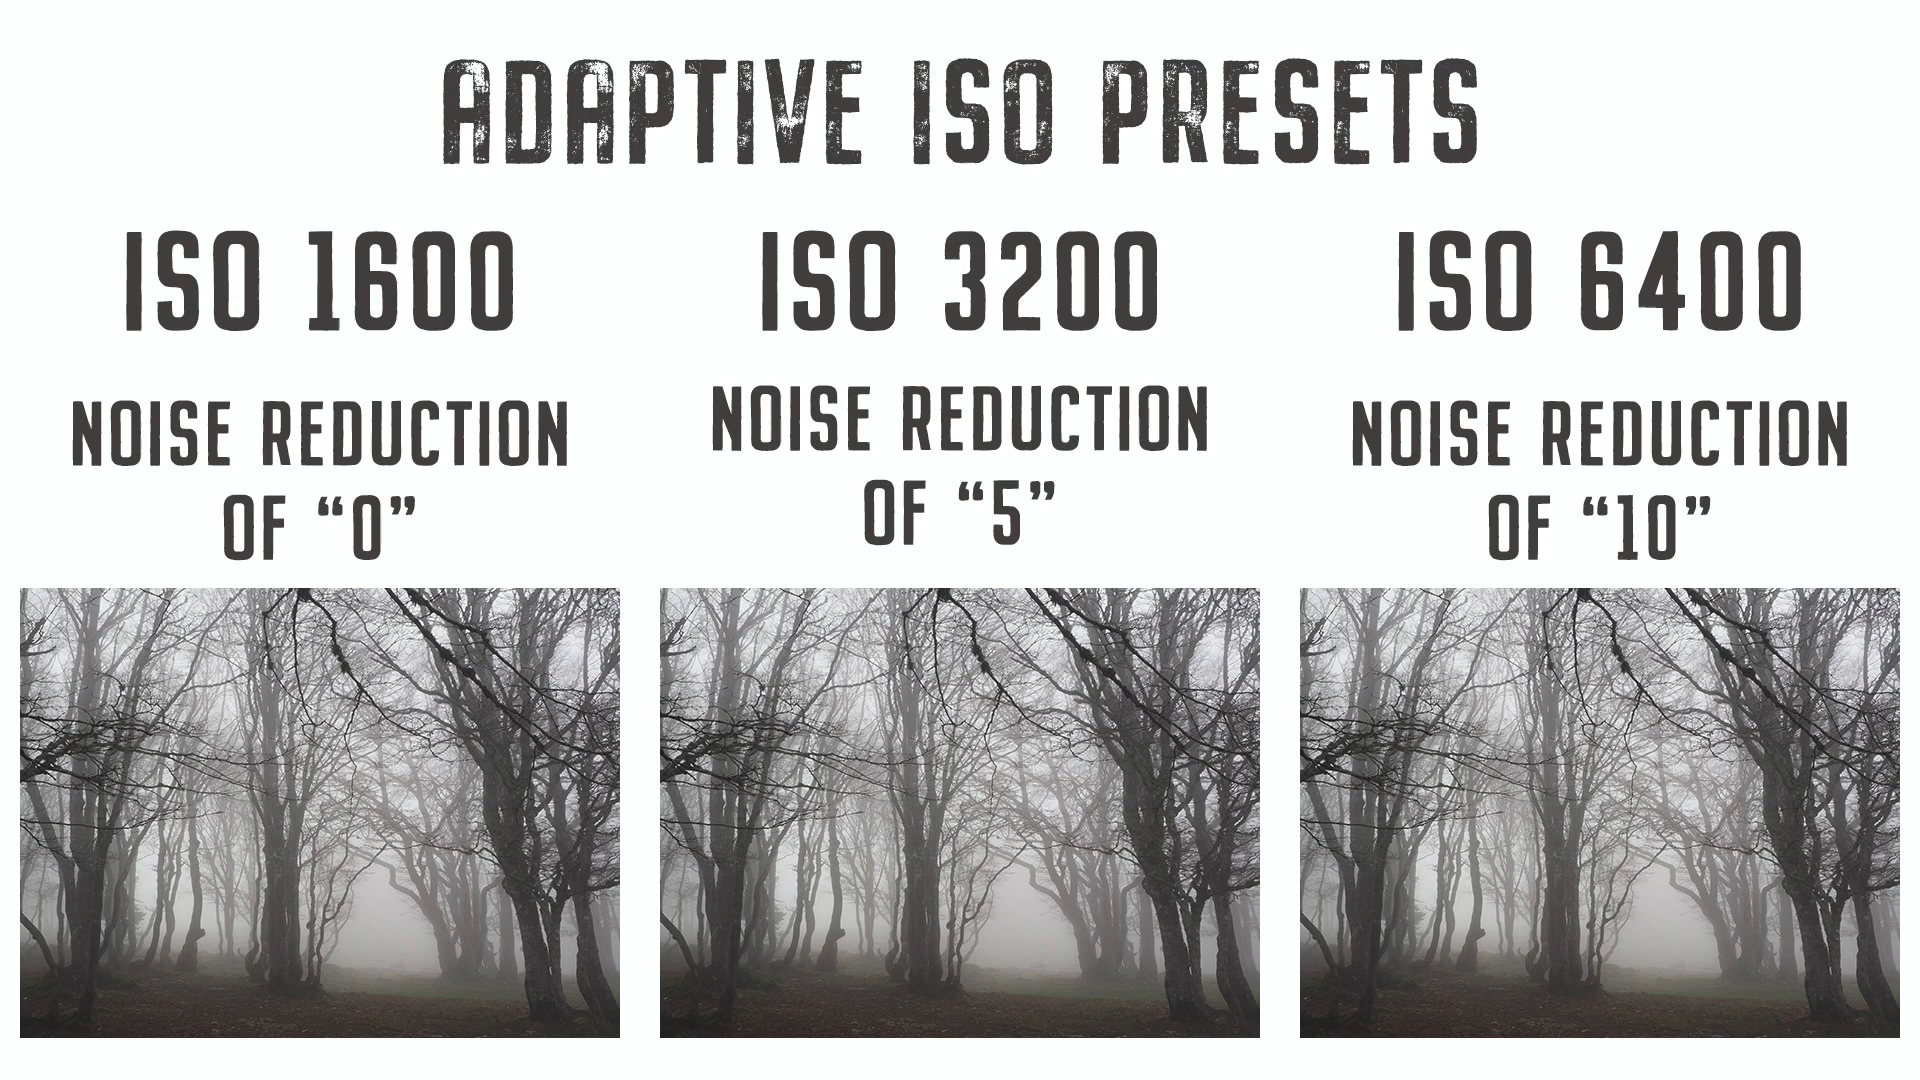 ADAPTIVE ISO PRESETS
ISO 1600
NOISE REDUCTION
OF “0”
ISO 3200
NOISE REDUCTION
OF “5”
ISO 6400
NOISE REDUCTION
OF “10”